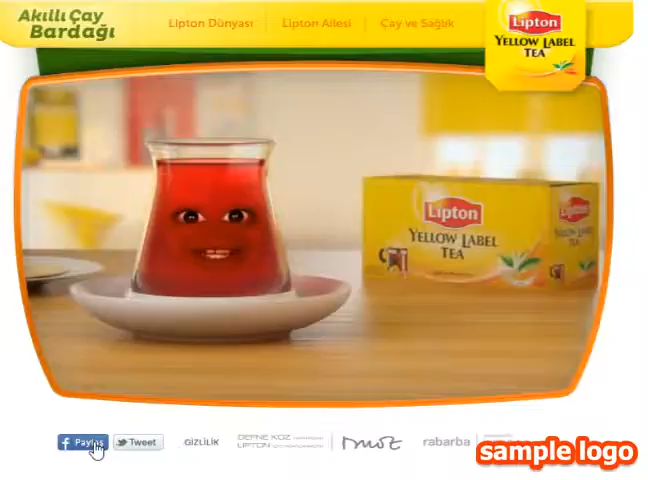 Akıllı Çay
Bardağı
Lipton Dünyası
Lipton Ailesi
Çay ve Sağlık
Lipton
YELLOW LABEL
TEA
Lipton
YELLOW LABEL
TEA
Lipton
Paylaş
Tweet
GİZLİLİK
DEFNE KOZ
LIPTON
rabarba
sample logo